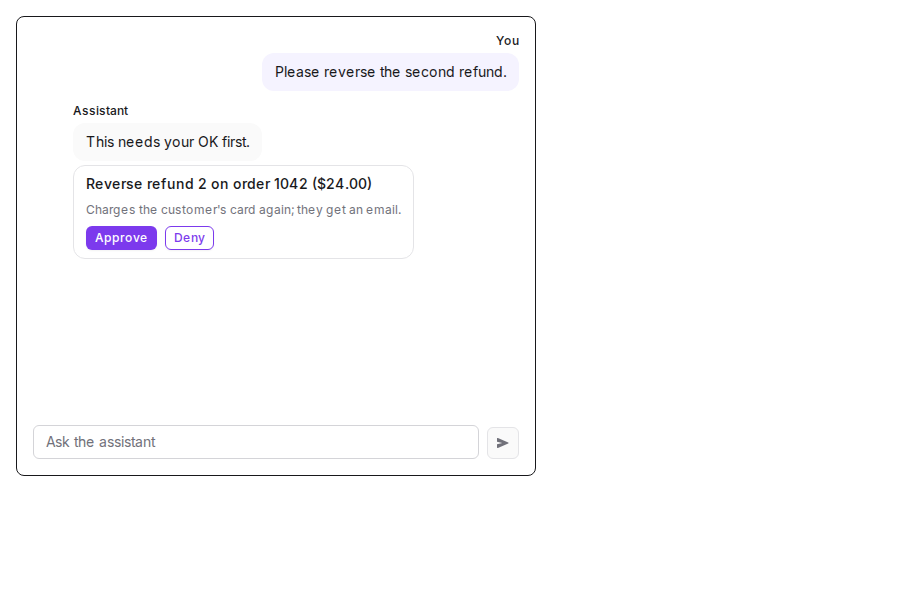 You
Please reverse the second refund.
Assistant
This needs your OK first.
Reverse refund 2 on order 1042 ($24.00)
Charges the customer's card again; they get an email.
Approve
Deny
Ask the assistant